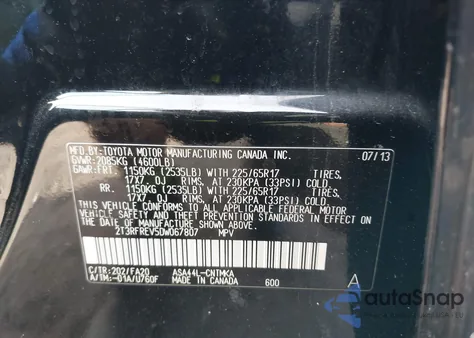 MFD.BY:TOYOTA MOTOR MANUFACTURING CANADA INC. 07/13
GVWR:2085KG (4600LB)
GAWR:FRT 1150KG (2535LB) WITH 225/65R17 TIRES,
17X7.0J RIMS, AT 230KPA (33PSI) COLD.
RR. 1150KG (2535LB) WITH 225/65R17 TIRES,
17X7.0J RIMS, AT 230KPA (33PSI) COLD.
THIS VEHICLE CONFORMS TO ALL APPLICABLE FEDERAL MOTOR
VEHICLE SAFETY, BUMPER, AND THEFT PREVENTION STANDARDS IN
EFFECT ON THE DATE OF MANUFACTURE SHOWN ABOVE.
2T3RFREV5DW067807 MPV
C/TR:202/FA20 ASA44L-CNTMKA
A/TM:-01A/U760F MADE IN CANADA 600 A
autoSnap
by CarfastExpress